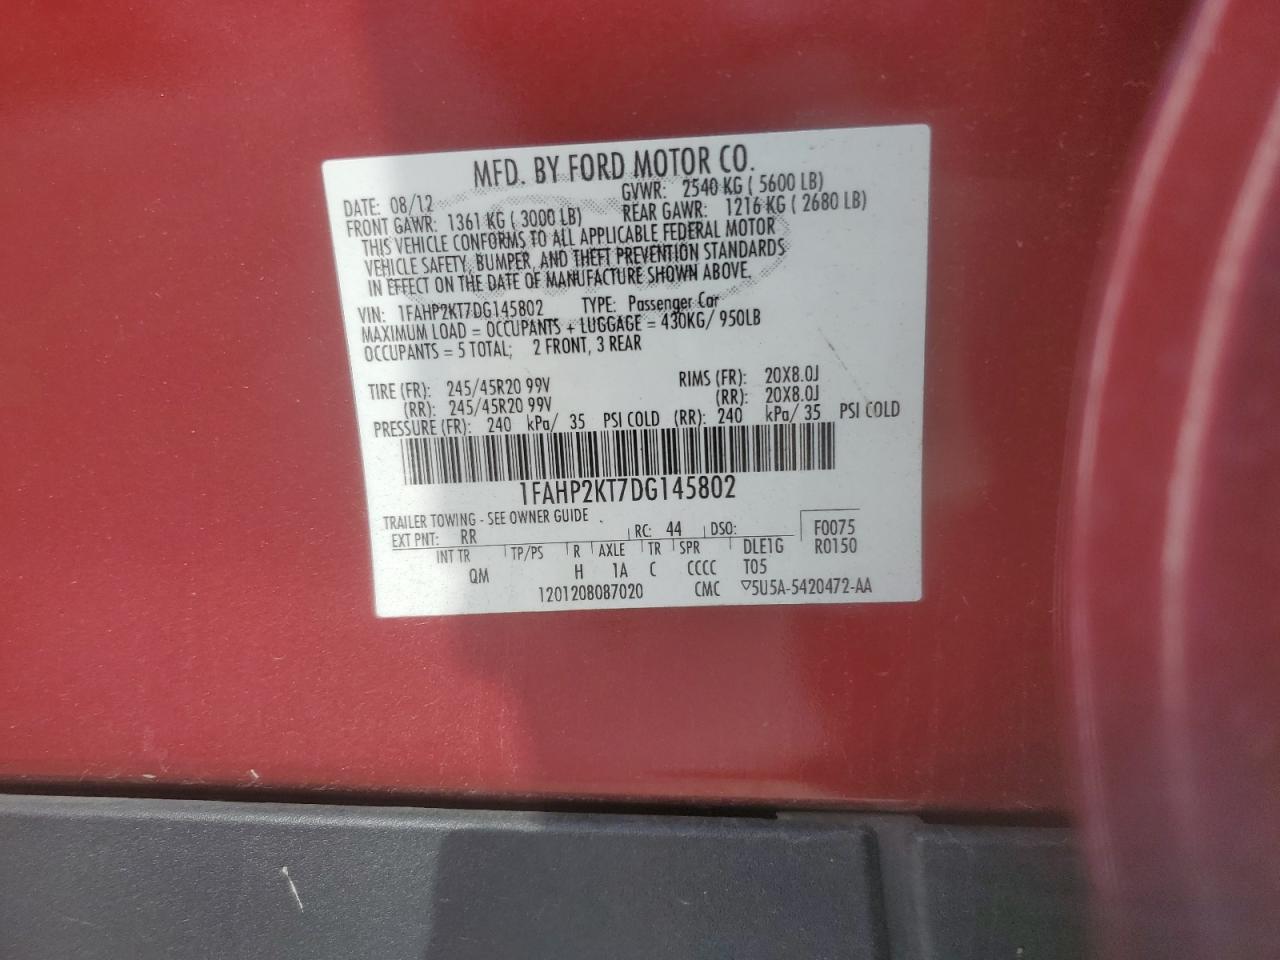 MFD. BY FORD MOTOR CO.
DATE: 08/12 GVWR: 2540 KG ( 5600 LB)
FRONT GAWR: 1361 KG ( 3000 LB) REAR GAWR: 1216 KG ( 2680 LB)
THIS VEHICLE CONFORMS TO ALL APPLICABLE FEDERAL MOTOR
VEHICLE SAFETY, BUMPER, AND THEFT PREVENTION STANDARDS
IN EFFECT ON THE DATE OF MANUFACTURE SHOWN ABOVE.
VIN: 1FAHP2KT7DG145802 TYPE: Passenger Car
MAXIMUM LOAD = OCCUPANTS + LUGGAGE = 430KG/ 950LB
OCCUPANTS = 5 TOTAL; 2 FRONT, 3 REAR
TIRE (FR): 245/45R20 99V RIMS (FR): 20X8.0J
(RR): 245/45R20 99V (RR): 20X8.0J
PRESSURE (FR): 240 kPa/ 35 PSI COLD (RR): 240 kPa/ 35 PSI COLD
1FAHP2KT7DG145802
TRAILER TOWING - SEE OWNER GUIDE .
EXT PNT: RR RC: 44 DSO: F0075
INT TR TP/PS R AXLE TR SPR DLE1G R0150
QM H 1A C CCCC T05
1201208087020 CMC ▽5U5A-5420472-AA